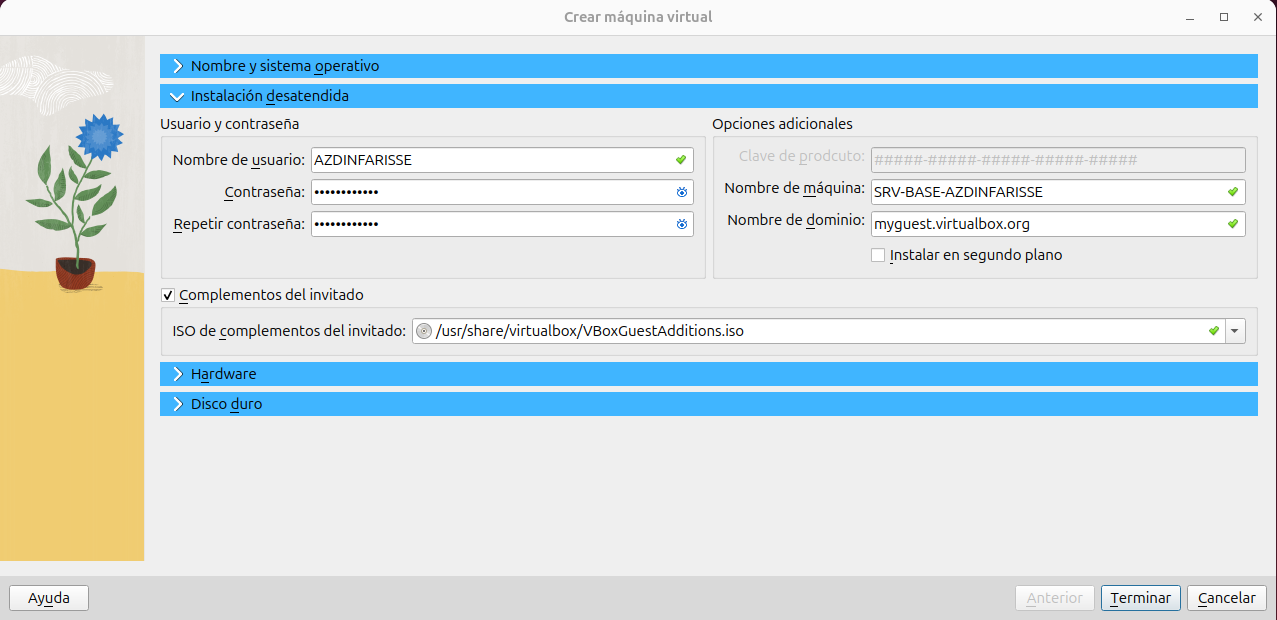 Crear máquina virtual
Nombre y sistema operativo
Instalación desatendida
Usuario y contraseña
Nombre de usuario: AZDINFARISSE
Contraseña: ••••••••••••
Repetir contraseña: ••••••••••••
Opciones adicionales
Clave de prodcuto: #####-#####-#####-#####-#####
Nombre de máquina: SRV-BASE-AZDINFARISSE
Nombre de dominio: myguest.virtualbox.org
Instalar en segundo plano
Complementos del invitado
ISO de complementos del invitado: /usr/share/virtualbox/VBoxGuestAdditions.iso
Hardware
Disco duro
Ayuda
Anterior
Terminar
Cancelar